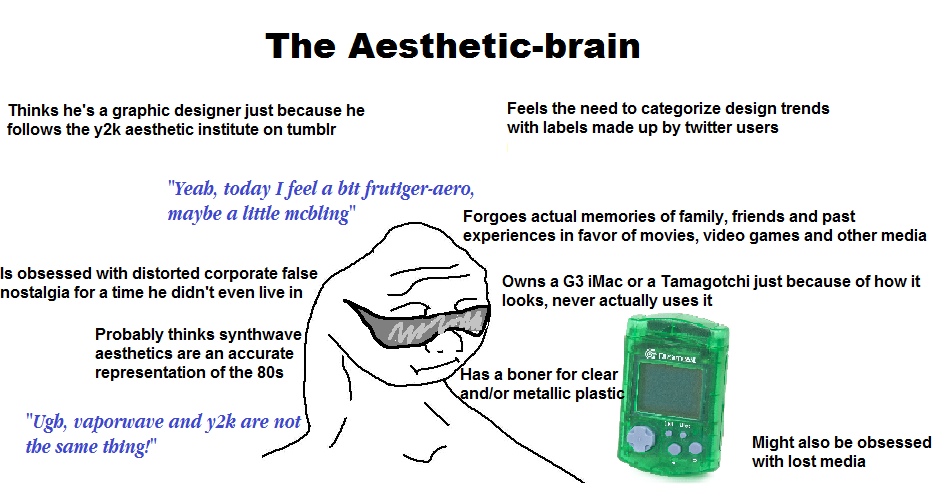 The Aesthetic-brain
Thinks he's a graphic designer just because he
follows the y2k aesthetic institute on tumblr
Feels the need to categorize design trends
with labels made up by twitter users
"Yeah, today I feel a bit frutiger-aero,
maybe a little mcbling"
Forgoes actual memories of family, friends and past
experiences in favor of movies, video games and other media
Is obsessed with distorted corporate false
nostalgia for a time he didn't even live in
Owns a G3 iMac or a Tamagotchi just because of how it
looks, never actually uses it
Probably thinks synthwave
aesthetics are an accurate
representation of the 80s
Has a boner for clear
and/or metallic plastic
Dreamcast
"Ugh, vaporwave and y2k are not
the same thing!"
Might also be obsessed
with lost media